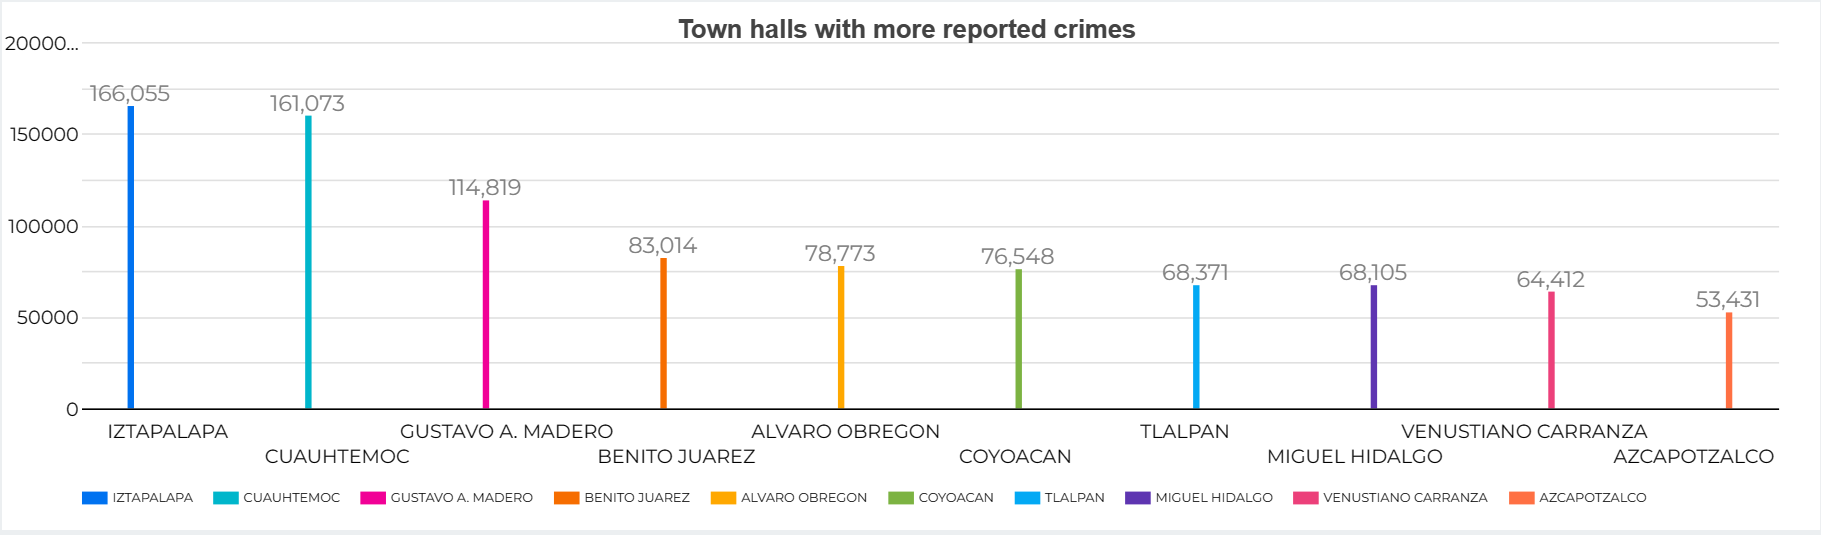 Town halls with more reported crimes
20000...
150000
100000
50000
0
166,055
161,073
114,819
83,014
78,773
76,548
68,371
68,105
64,412
53,431
IZTAPALAPA
CUAUHTEMOC
GUSTAVO A. MADERO
BENITO JUAREZ
ALVARO OBREGON
COYOACAN
TLALPAN
MIGUEL HIDALGO
VENUSTIANO CARRANZA
AZCAPOTZALCO
IZTAPALAPA CUAUHTEMOC GUSTAVO A. MADERO BENITO JUAREZ ALVARO OBREGON COYOACAN TLALPAN MIGUEL HIDALGO VENUSTIANO CARRANZA AZCAPOTZALCO